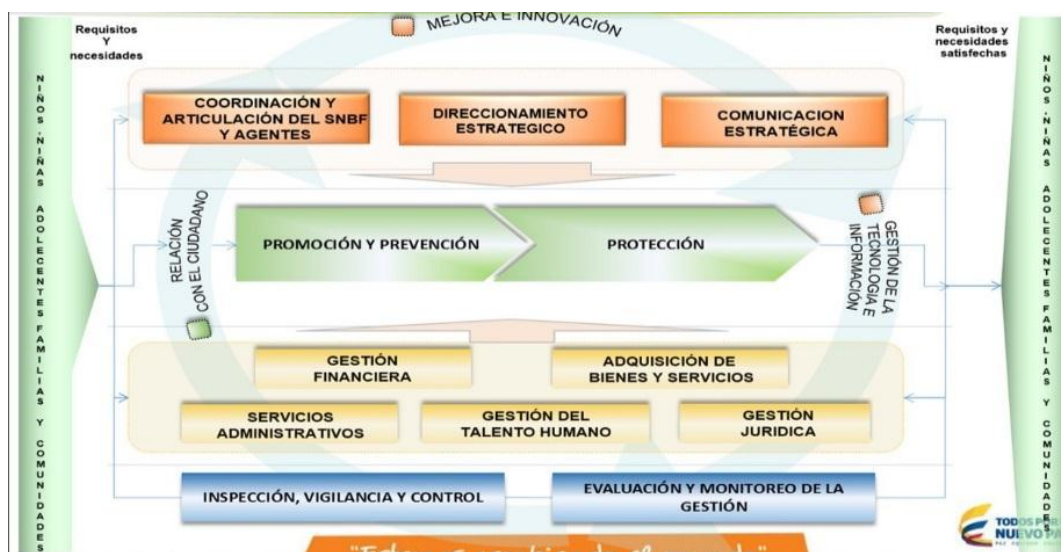 MEJORA E INNOVACIÓN
Requisitos
Y
necesidades
Requisitos y
necesidades
satisfechas
COORDINACIÓN Y
ARTICULACIÓN DEL SNBF
Y AGENTES
DIRECCIONAMIENTO
ESTRATEGICO
COMUNICACION
ESTRATÉGICA
NIÑOS,NIÑAS ADOLECENTES FAMILIAS Y COMUNIDADES
RELACIÓN
CON EL CIUDADANO
PROMOCIÓN Y PREVENCIÓN
PROTECCIÓN
GESTIÓN DE LA
TECNOLOGIA E
INFORMACIÓN
NIÑOS,NIÑAS ADOLECENTES FAMILIAS Y COMUNIDADES
GESTIÓN
FINANCIERA
ADQUISICIÓN DE
BIENES Y SERVICIOS
SERVICIOS
ADMINISTRATIVOS
GESTIÓN DEL
TALENTO HUMANO
GESTIÓN
JURIDICA
INSPECCIÓN, VIGILANCIA Y CONTROL
EVALUACIÓN Y MONITOREO DE LA
GESTIÓN
TODOS POR
NUEVO PA